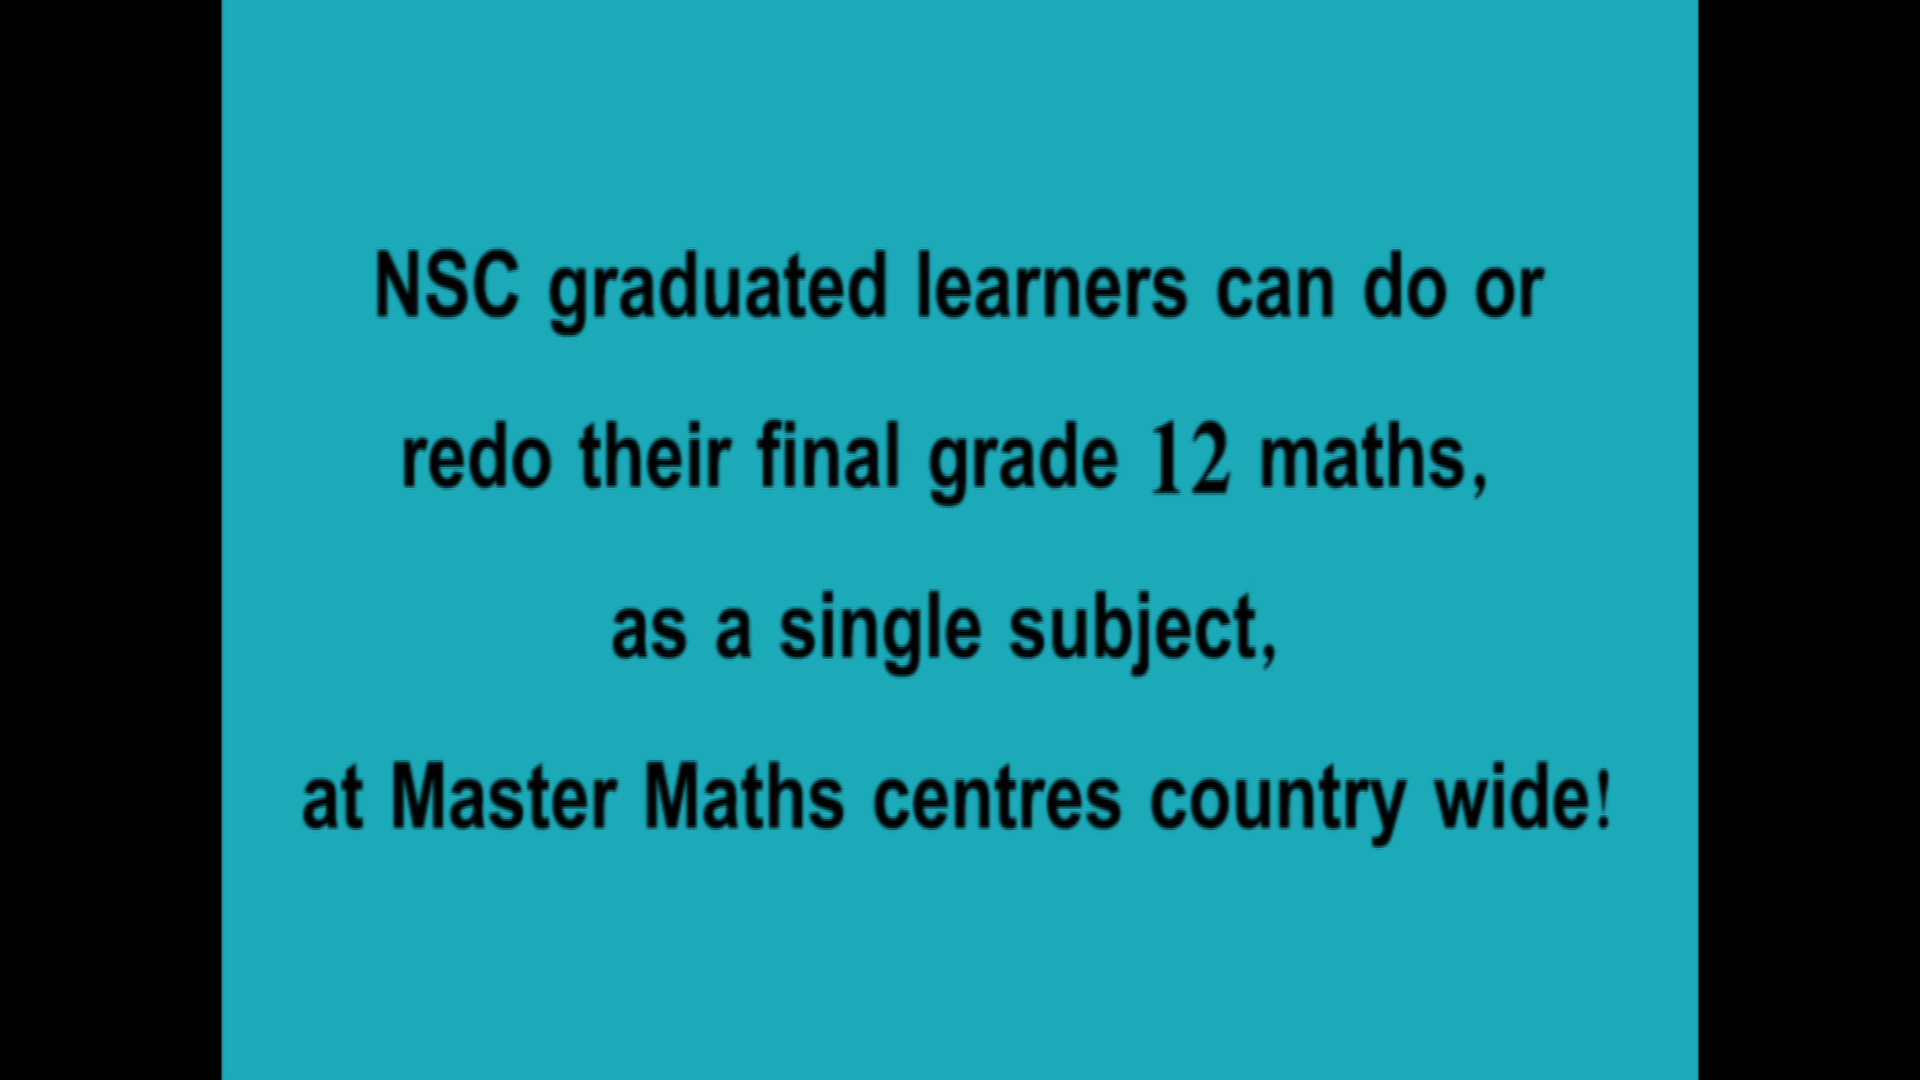 NSC graduated learners can do or
redo their final grade 12 maths,
as a single subject,
at Master Maths centres country wide!